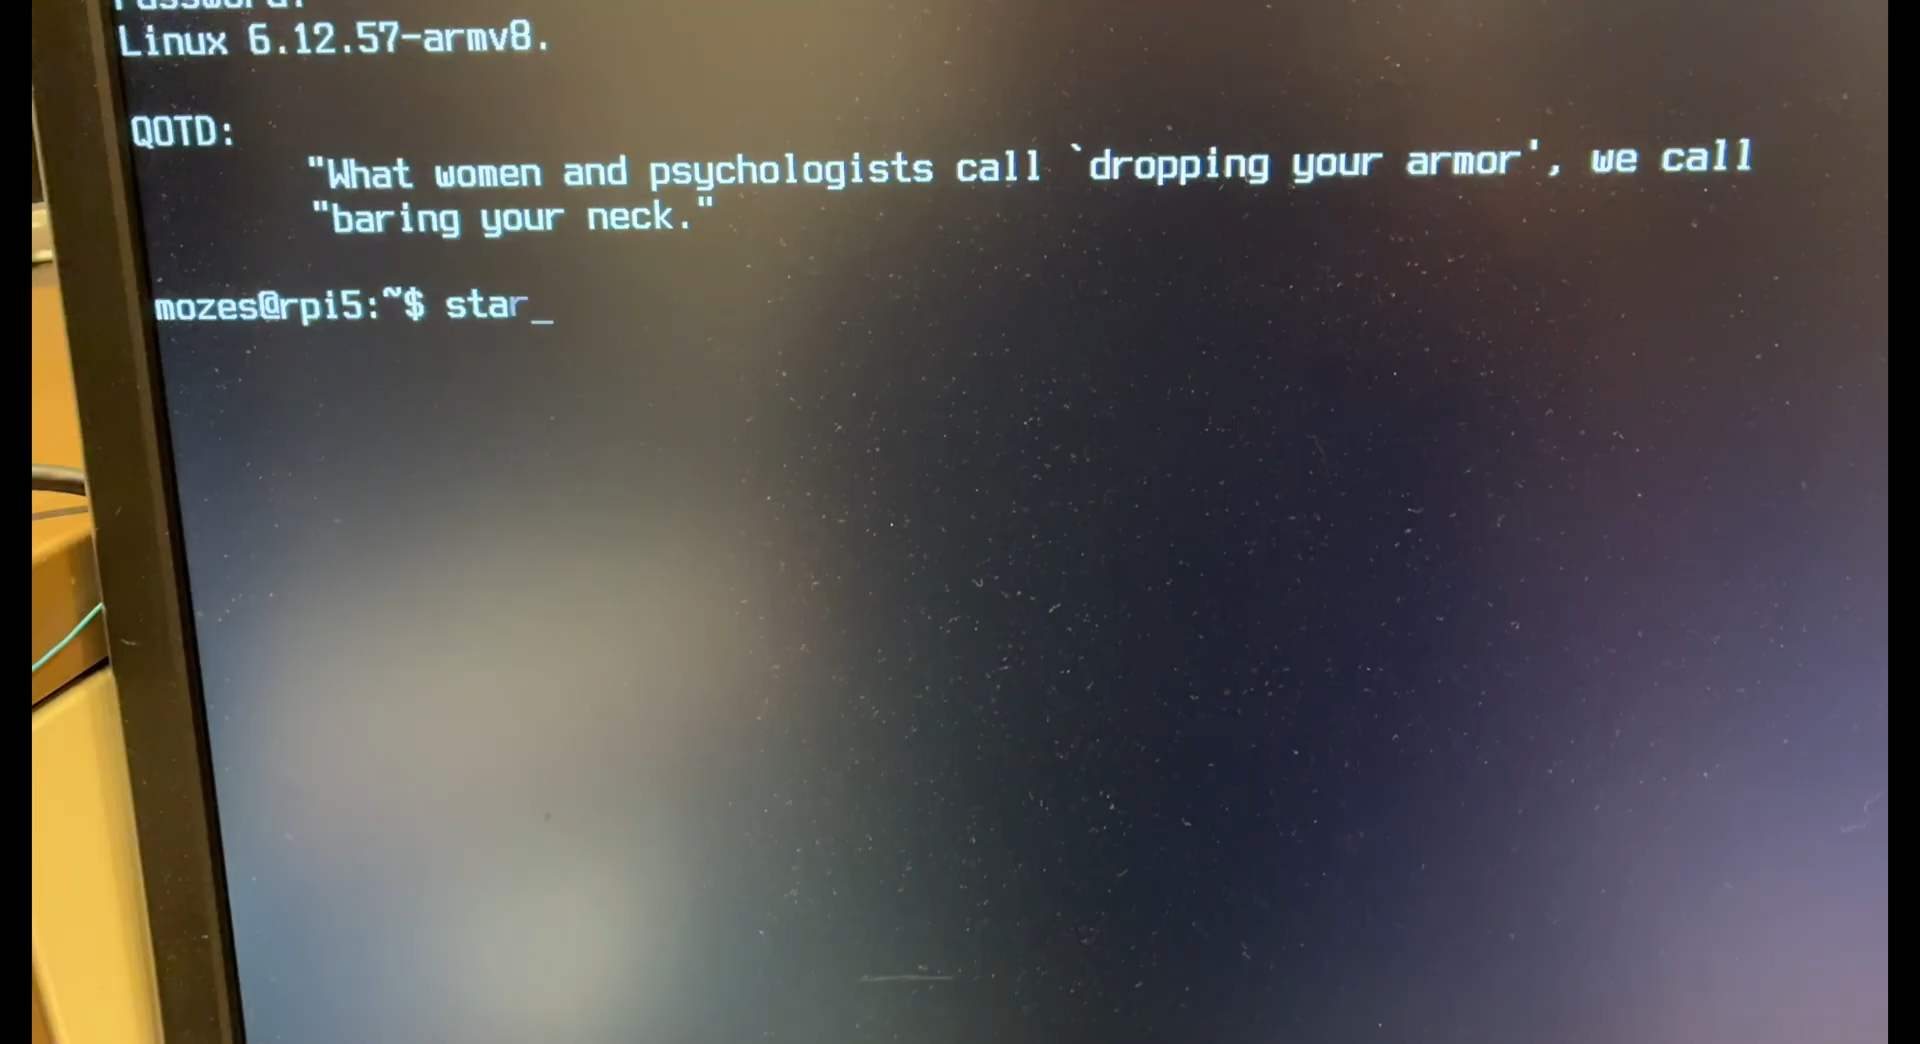 Password:
Linux 6.12.57-armv8.
QOTD:
"What women and psychologists call `dropping your armor', we call
"baring your neck."
mozes@rpi5:~$ star_